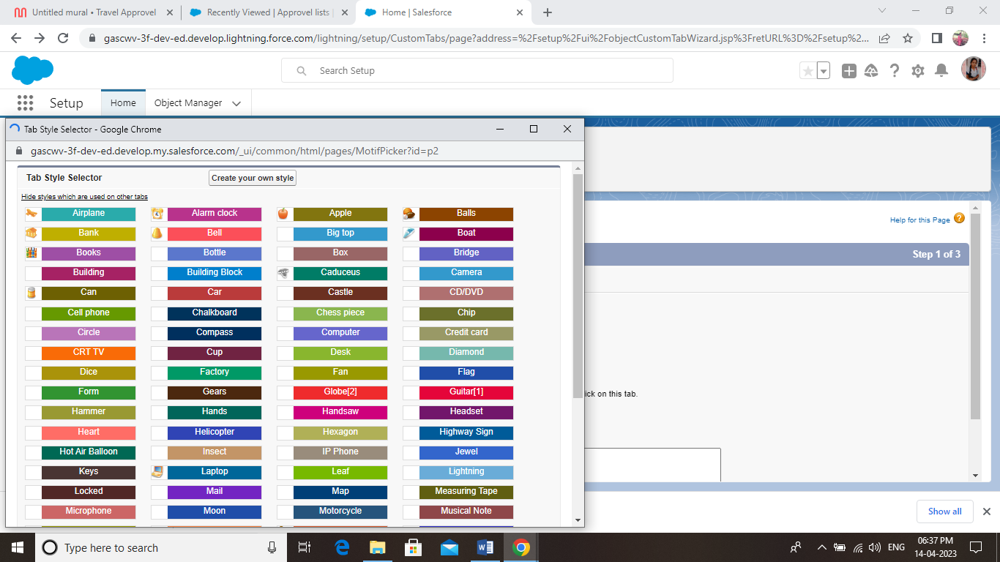 Untitled mural • Travel Approvel
Recently Viewed | Approvel lists
Home | Salesforce
gascwv-3f-dev-ed.develop.lightning.force.com/lightning/setup/CustomTabs/page?address=%2Fsetup%2Fui%2FobjectCustomTabWizard.jsp%3FretURL%3D%2Fsetup%2...
Search Setup
Setup Home Object Manager
Tab Style Selector - Google Chrome
gascwv-3f-dev-ed.develop.my.salesforce.com/_ui/common/html/pages/MotifPicker?id=p2
Tab Style Selector Create your own style
Hide styles which are used on other tabs
Airplane Alarm clock Apple Balls
Bank Bell Big top Boat
Books Bottle Box Bridge
Building Building Block Caduceus Camera
Can Car Castle CD/DVD
Cell phone Chalkboard Chess piece Chip
Circle Compass Computer Credit card
CRT TV Cup Desk Diamond
Dice Factory Fan Flag
Form Gears Globe[2] Guitar[1]
Hammer Hands Handsaw Headset
Heart Helicopter Hexagon Highway Sign
Hot Air Balloon Insect IP Phone Jewel
Keys Laptop Leaf Lightning
Locked Mail Map Measuring Tape
Microphone Moon Motorcycle Musical Note
Help for this Page ?
Step 1 of 3
ick on this tab.
Show all
Type here to search
ENG
06:37 PM
14-04-2023